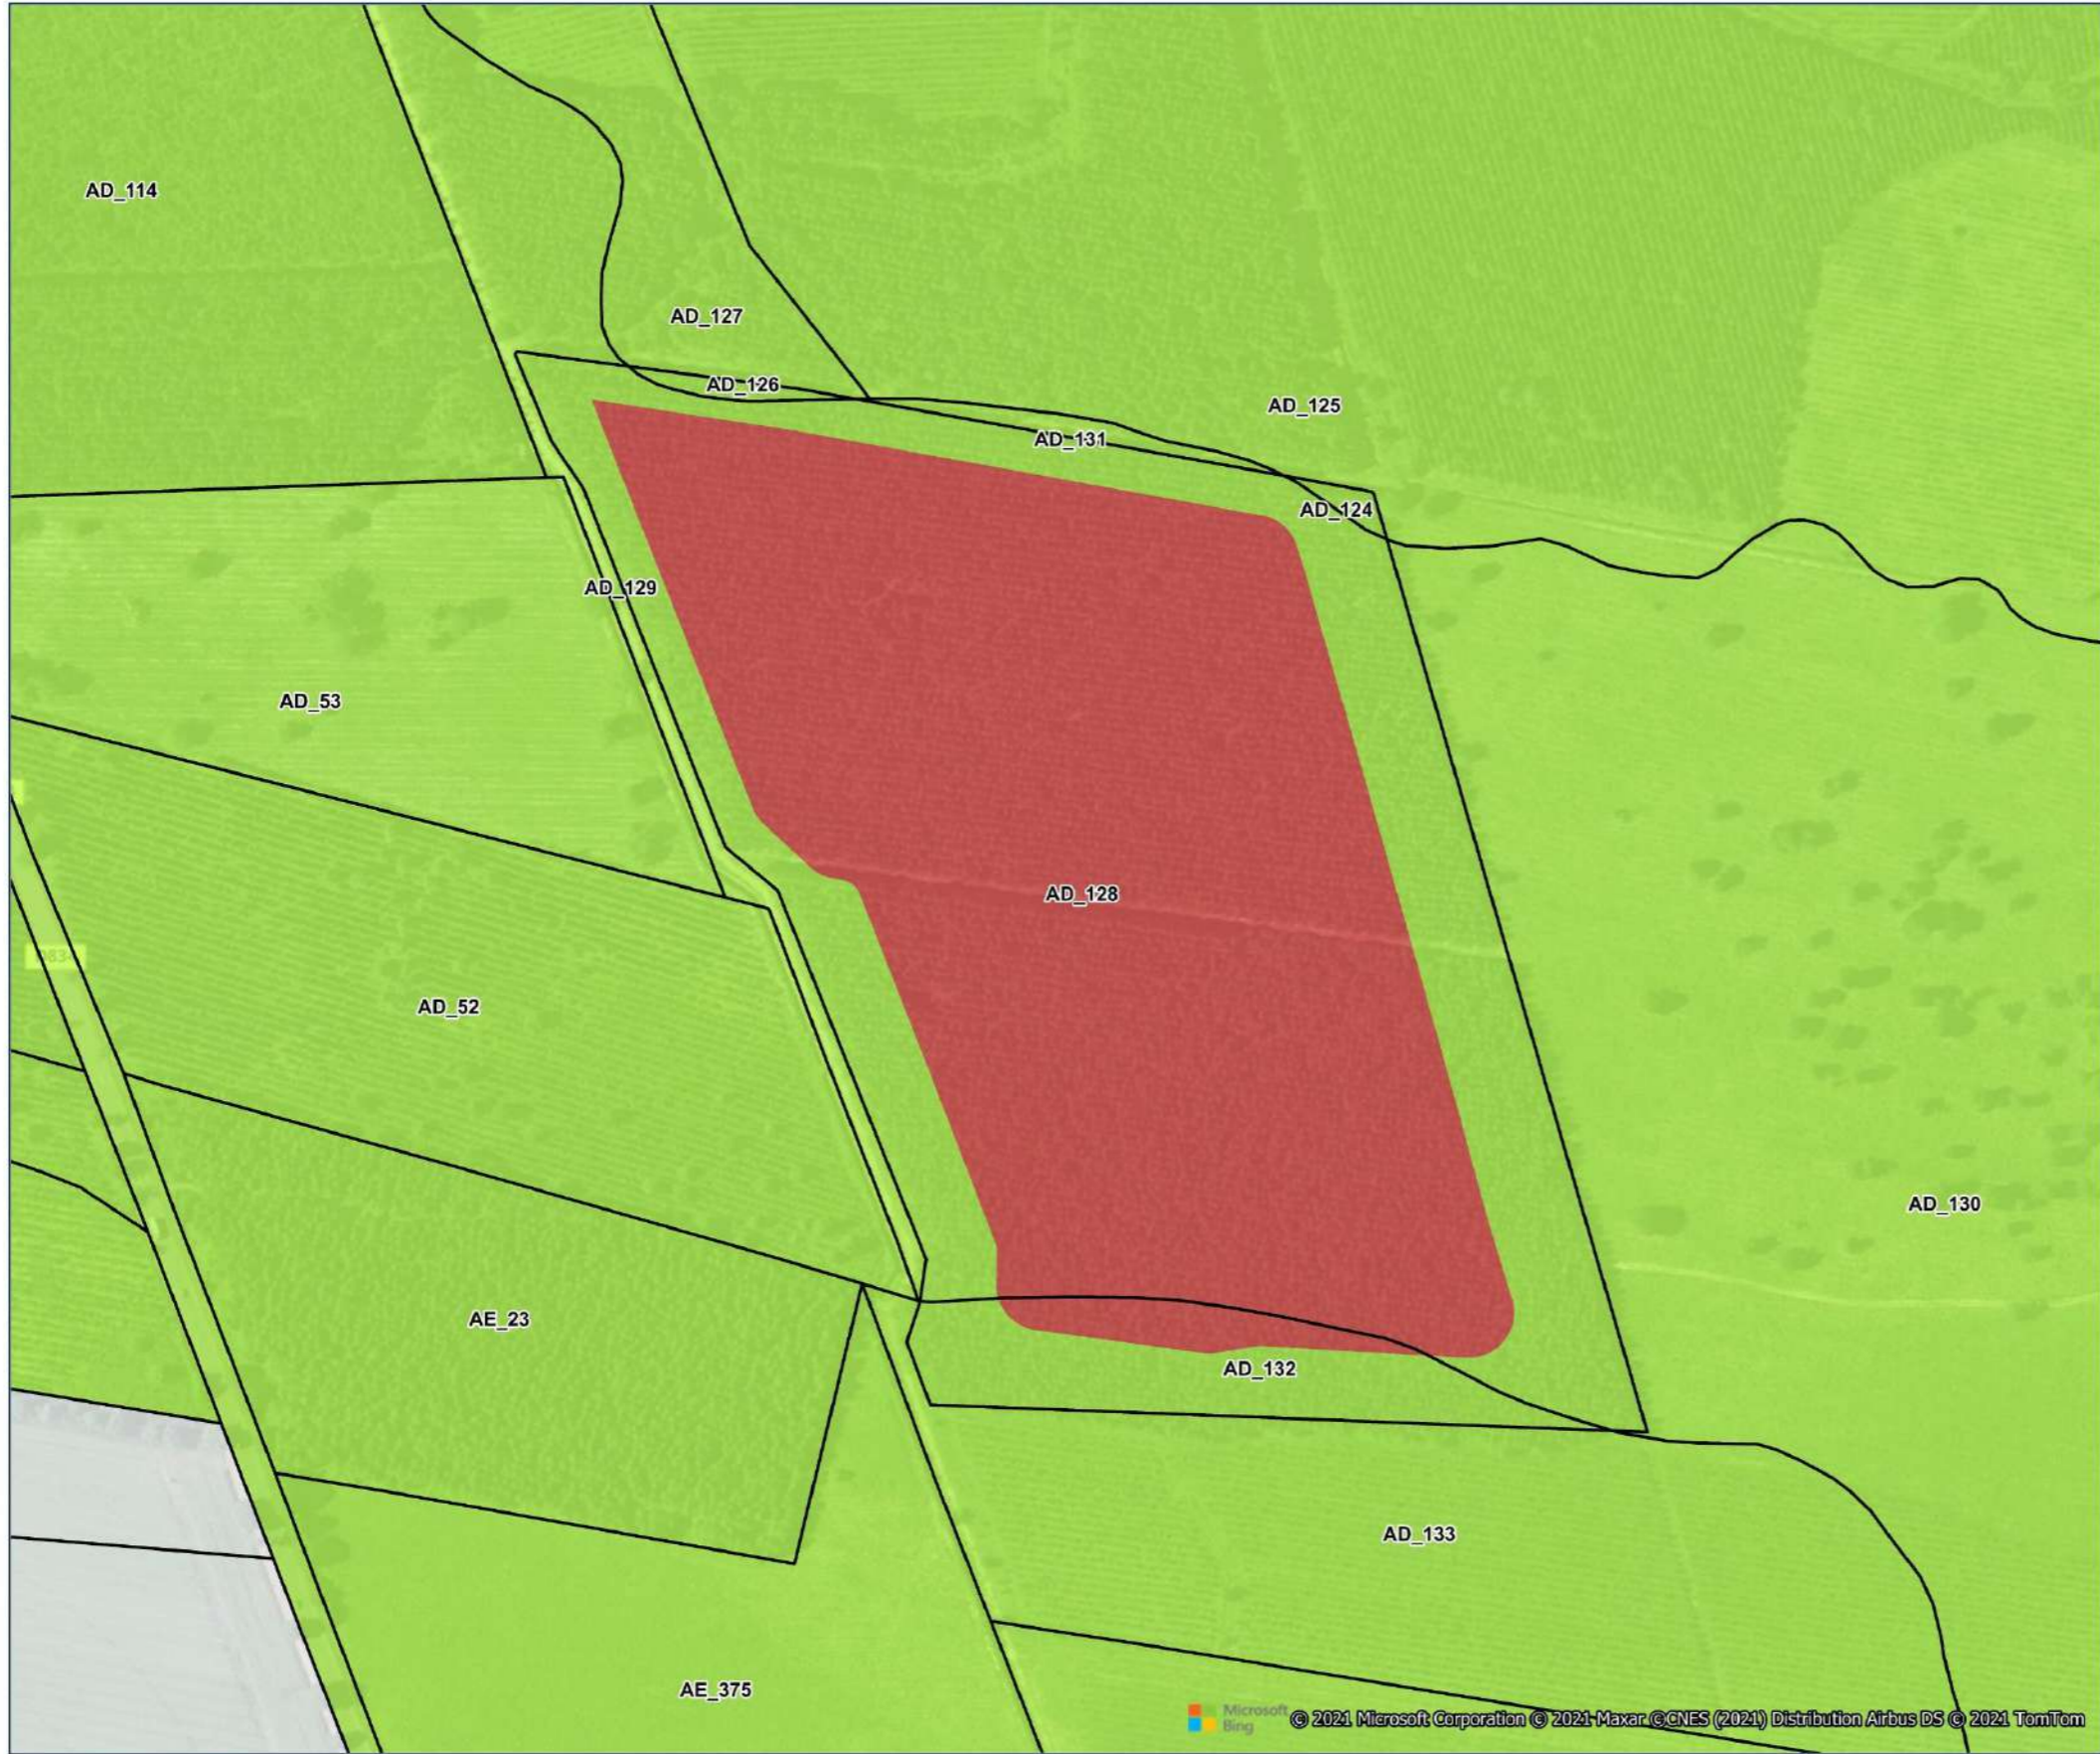 AD_114
AD_127
AD_126
AD_125
AD_131
AD_124
AD_129
AD_53
AD_128
AD_52
AD_130
AE_23
AD_132
AD_133
AE_375
Microsoft
Bing
© 2021 Microsoft Corporation © 2021 Maxar ©CNES (2021) Distribution Airbus DS © 2021 TomTom